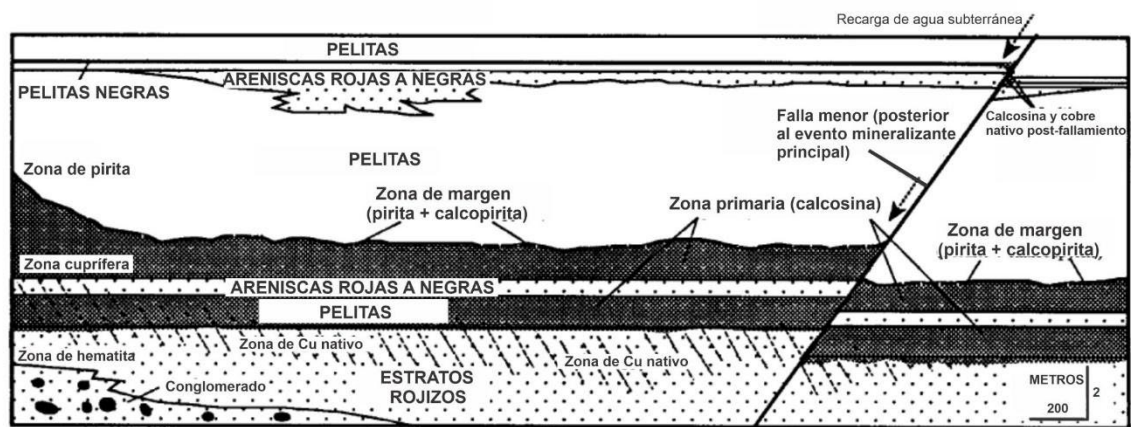 Recarga de agua subterránea
PELITAS
ARENISCAS ROJAS A NEGRAS
PELITAS NEGRAS
Calcosina y cobre
nativo post-fallamiento
Falla menor (posterior
al evento mineralizante
principal)
PELITAS
Zona de pirita
Zona de margen
(pirita + calcopirita)
Zona primaria (calcosina)
Zona de margen
(pirita + calcopirita)
Zona cuprífera
ARENISCAS ROJAS A NEGRAS
PELITAS
Zona de hematita
Zona de Cu nativo
Zona de Cu nativo
Conglomerado
ESTRATOS
ROJIZOS
METROS
2
200